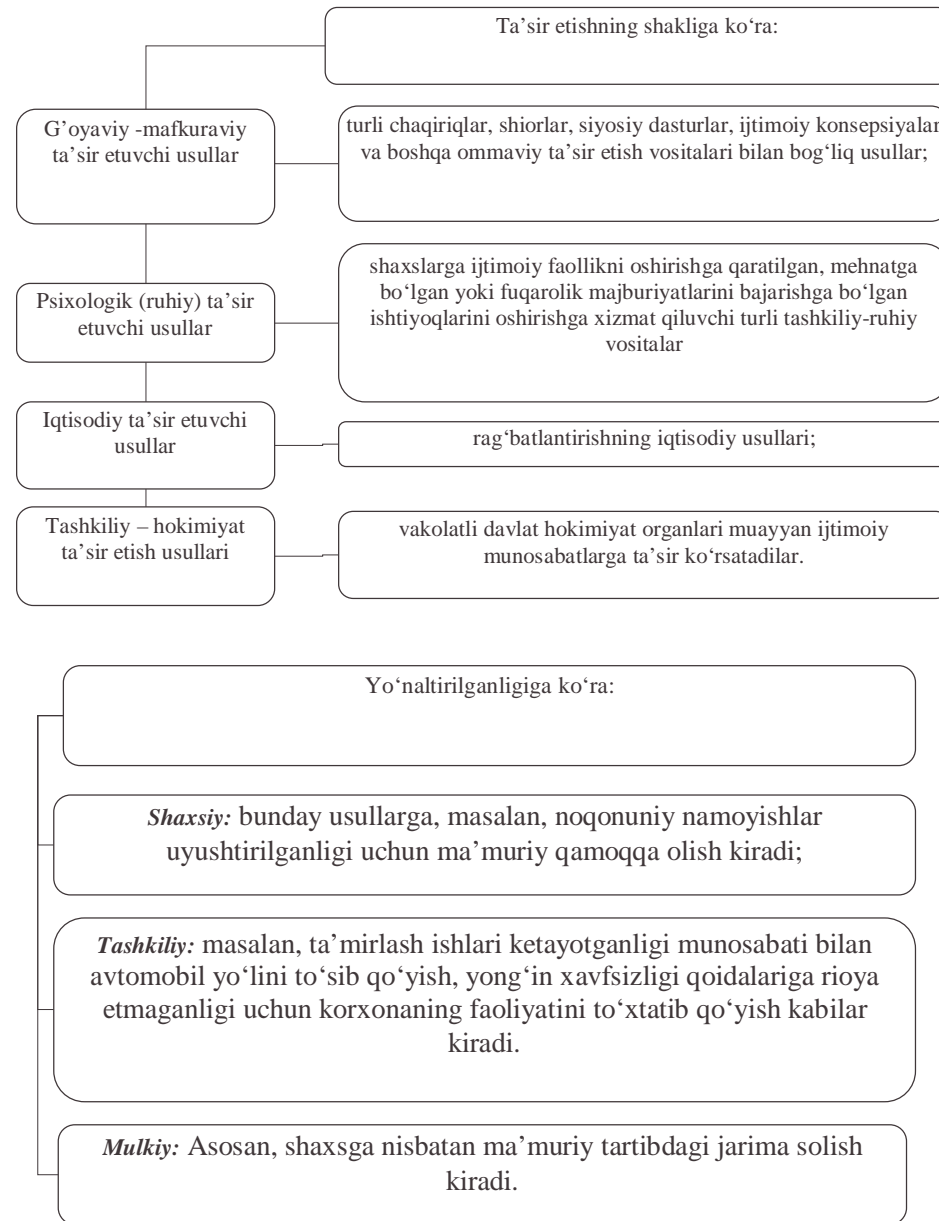 Ta’sir etishning shakliga ko‘ra:
G’oyaviy -mafkuraviy
ta’sir etuvchi usullar
turli chaqiriqlar, shiorlar, siyosiy dasturlar, ijtimoiy konsepsiyalar
va boshqa ommaviy ta’sir etish vositalari bilan bog‘liq usullar;
Psixologik (ruhiy) ta’sir
etuvchi usullar
shaxslarga ijtimoiy faollikni oshirishga qaratilgan, mehnatga
bo‘lgan yoki fuqarolik majburiyatlarini bajarishga bo‘lgan
ishtiyoqlarini oshirishga xizmat qiluvchi turli tashkiliy-ruhiy
vositalar
Iqtisodiy ta’sir etuvchi
usullar
rag‘batlantirishning iqtisodiy usullari;
Tashkiliy – hokimiyat
ta’sir etish usullari
vakolatli davlat hokimiyat organlari muayyan ijtimoiy
munosabatlarga ta’sir ko‘rsatadilar.
Yo‘naltirilganligiga ko‘ra:
Shaxsiy: bunday usullarga, masalan, noqonuniy namoyishlar
uyushtirilganligi uchun ma’muriy qamoqqa olish kiradi;
Tashkiliy: masalan, ta’mirlash ishlari ketayotganligi munosabati bilan
avtomobil yo‘lini to‘sib qo‘yish, yong‘in xavfsizligi qoidalariga rioya
etmaganligi uchun korxonaning faoliyatini to‘xtatib qo‘yish kabilar
kiradi.
Mulkiy: Asosan, shaxsga nisbatan ma’muriy tartibdagi jarima solish
kiradi.